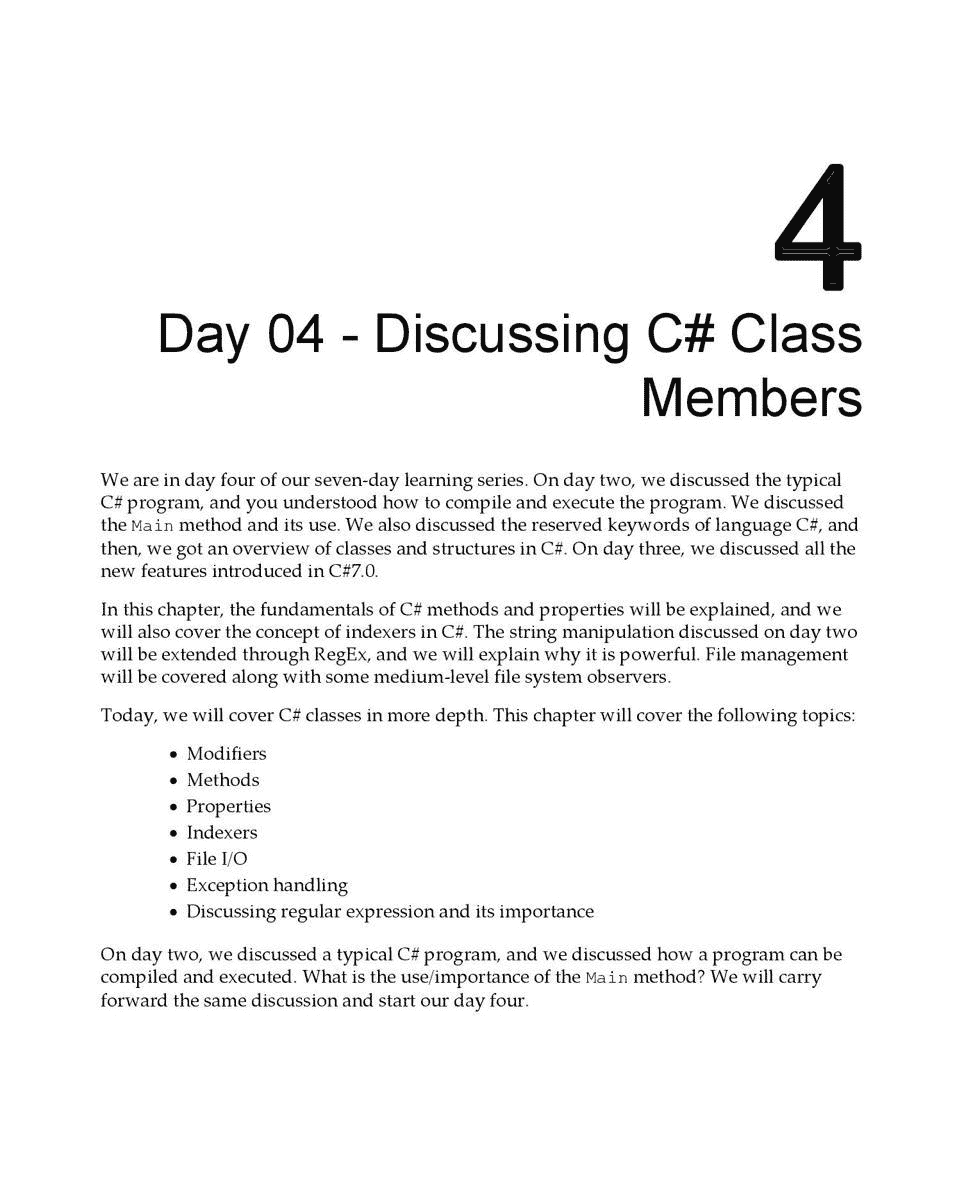 4
Day 04 - Discussing C# Class
Members
We are in day four of our seven-day learning series. On day two, we discussed the typical
C# program, and you understood how to compile and execute the program. We discussed
the Main method and its use. We also discussed the reserved keywords of language C#, and
then, we got an overview of classes and structures in C#. On day three, we discussed all the
new features introduced in C#7.0.
In this chapter, the fundamentals of C# methods and properties will be explained, and we
will also cover the concept of indexers in C#. The string manipulation discussed on day two
will be extended through RegEx, and we will explain why it is powerful. File management
will be covered along with some medium-level file system observers.
Today, we will cover C# classes in more depth. This chapter will cover the following topics:
• Modifiers
• Methods
• Properties
• Indexers
• File I/O
• Exception handling
• Discussing regular expression and its importance
On day two, we discussed a typical C# program, and we discussed how a program can be
compiled and executed. What is the use/importance of the Main method? We will carry
forward the same discussion and start our day four.